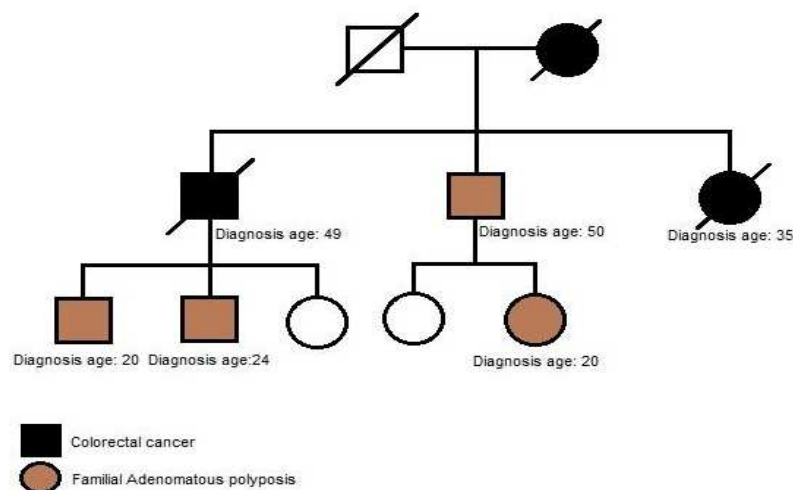 Diagnosis age: 49
Diagnosis age: 50
Diagnosis age: 35
Diagnosis age: 20
Diagnosis age:24
Diagnosis age: 20
Colorectal cancer
Familial Adenomatous polyposis